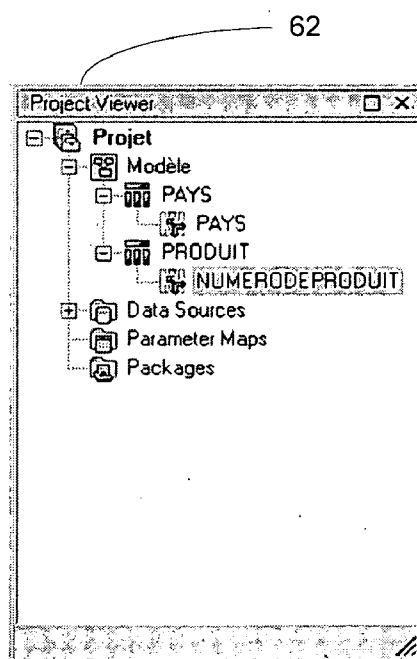 62
Project Viewer
Projet
Modèle
PAYS
PAYS
PRODUIT
NUMERODEPRODUIT
Data Sources
Parameter Maps
Packages